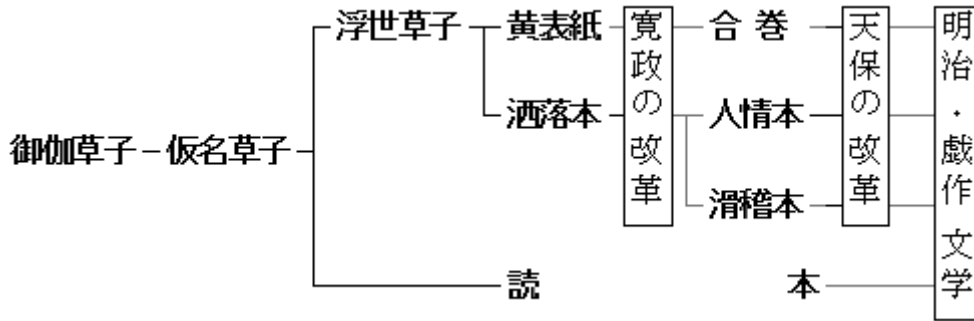 御伽草子
仮名草子
浮世草子
黄表紙
洒落本
寛政の改革
合巻
人情本
滑稽本
天保の改革
読本
明治・戯作文学